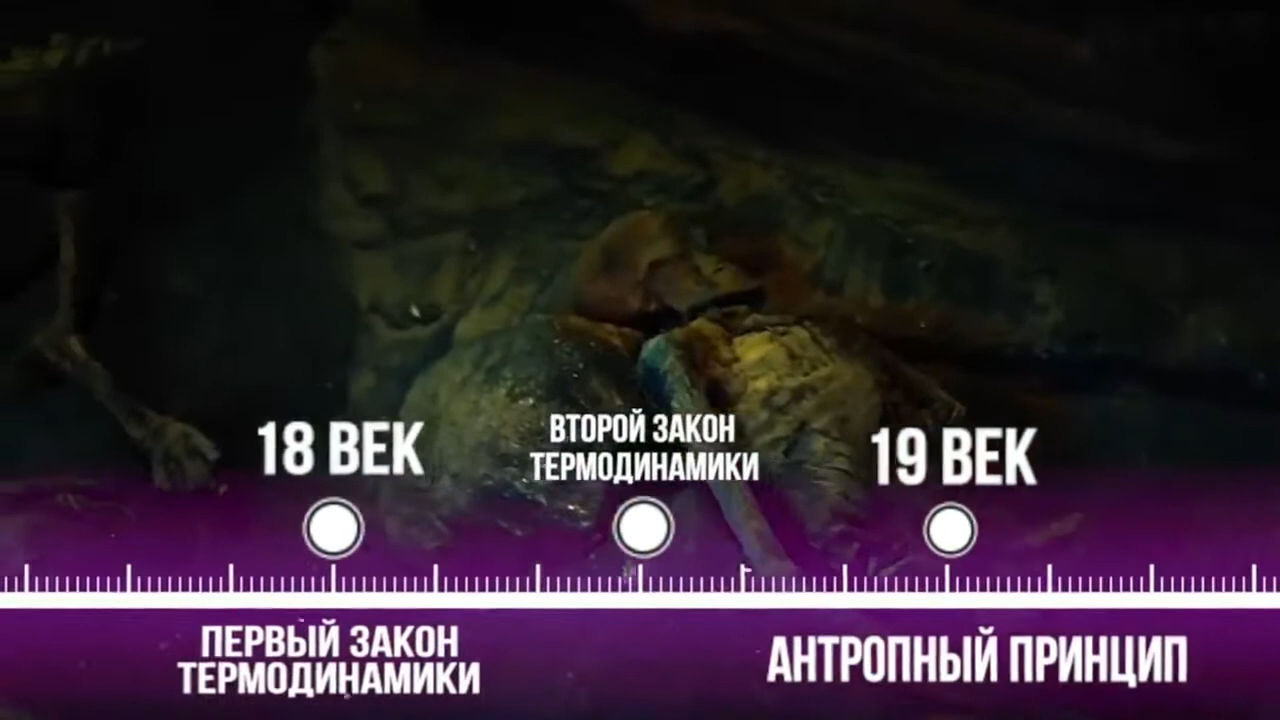 18 ВЕК
ВТОРОЙ ЗАКОН
ТЕРМОДИНАМИКИ
19 ВЕК
ПЕРВЫЙ ЗАКОН
ТЕРМОДИНАМИКИ
АНТРОПНЫЙ ПРИНЦИП